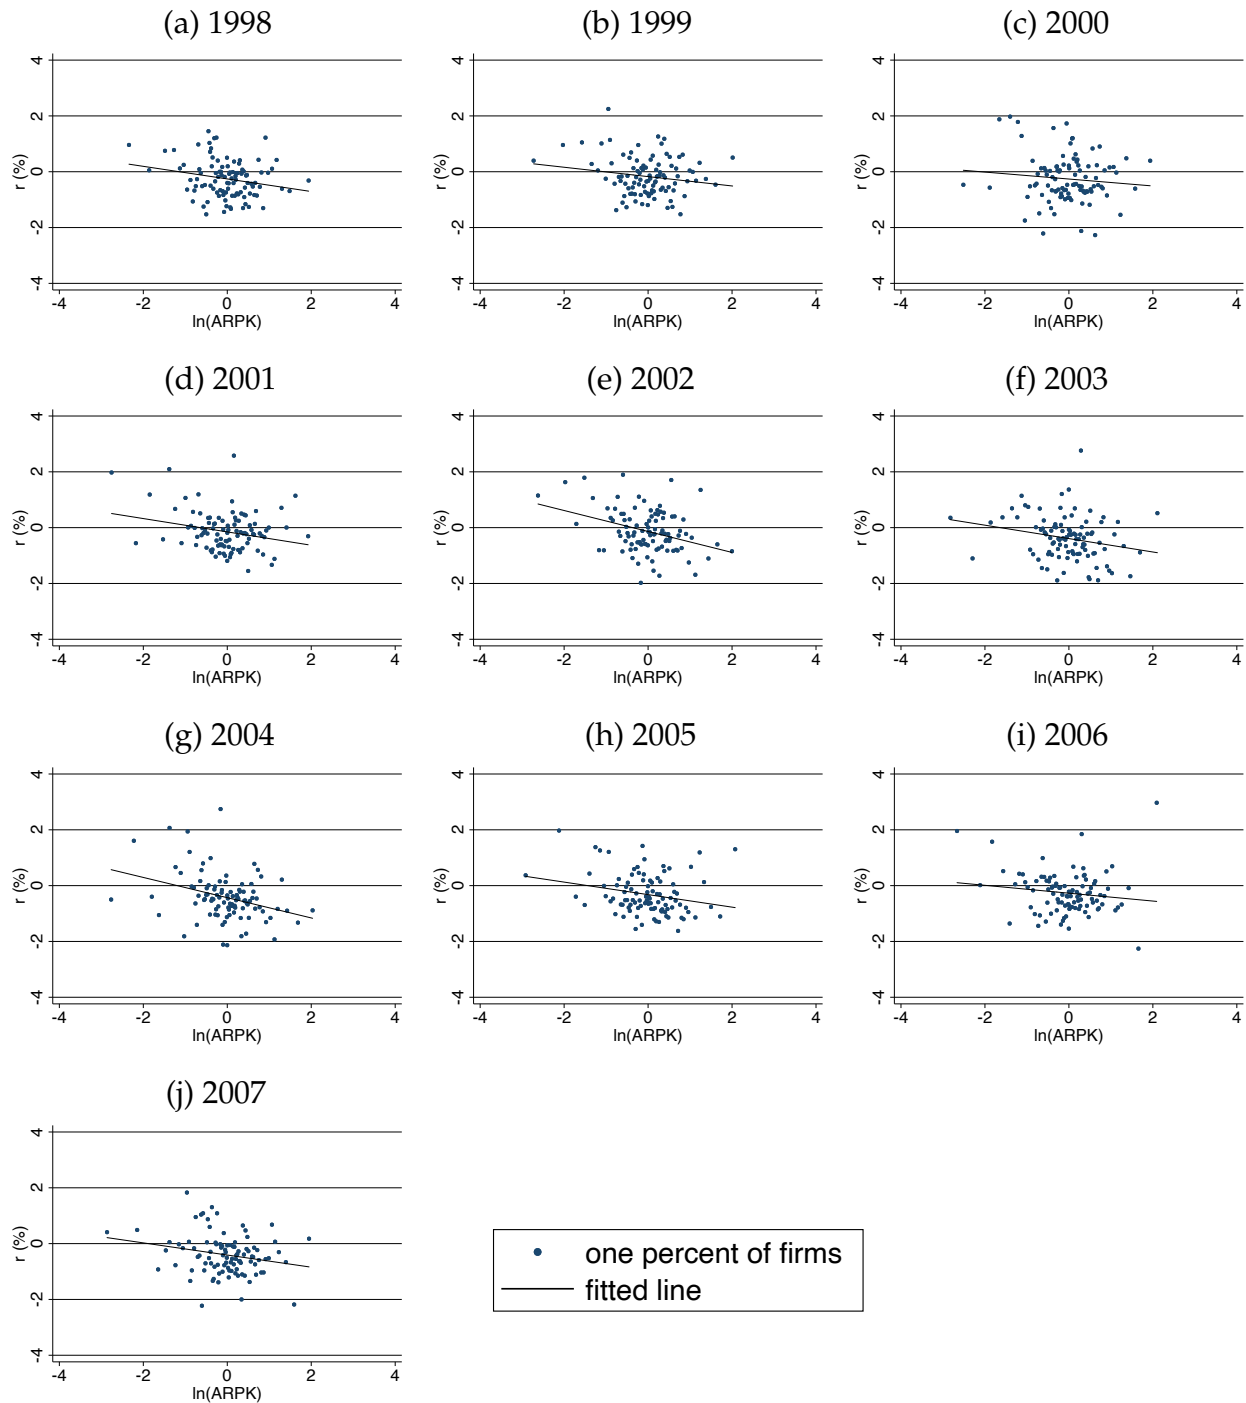 (a) 1998
(b) 1999
(c) 2000
4
2
0
-2
-4
r (%)
-4 -2 0 2 4
ln(ARPK)
4
2
0
-2
-4
r (%)
-4 -2 0 2 4
ln(ARPK)
4
2
0
-2
-4
r (%)
-4 -2 0 2 4
ln(ARPK)
(d) 2001
(e) 2002
(f) 2003
4
2
0
-2
-4
r (%)
-4 -2 0 2 4
ln(ARPK)
4
2
0
-2
-4
r (%)
-4 -2 0 2 4
ln(ARPK)
4
2
0
-2
-4
r (%)
-4 -2 0 2 4
ln(ARPK)
(g) 2004
(h) 2005
(i) 2006
4
2
0
-2
-4
r (%)
-4 -2 0 2 4
ln(ARPK)
4
2
0
-2
-4
r (%)
-4 -2 0 2 4
ln(ARPK)
4
2
0
-2
-4
r (%)
-4 -2 0 2 4
ln(ARPK)
(j) 2007
4
2
0
-2
-4
r (%)
-4 -2 0 2 4
ln(ARPK)
one percent of firms
fitted line